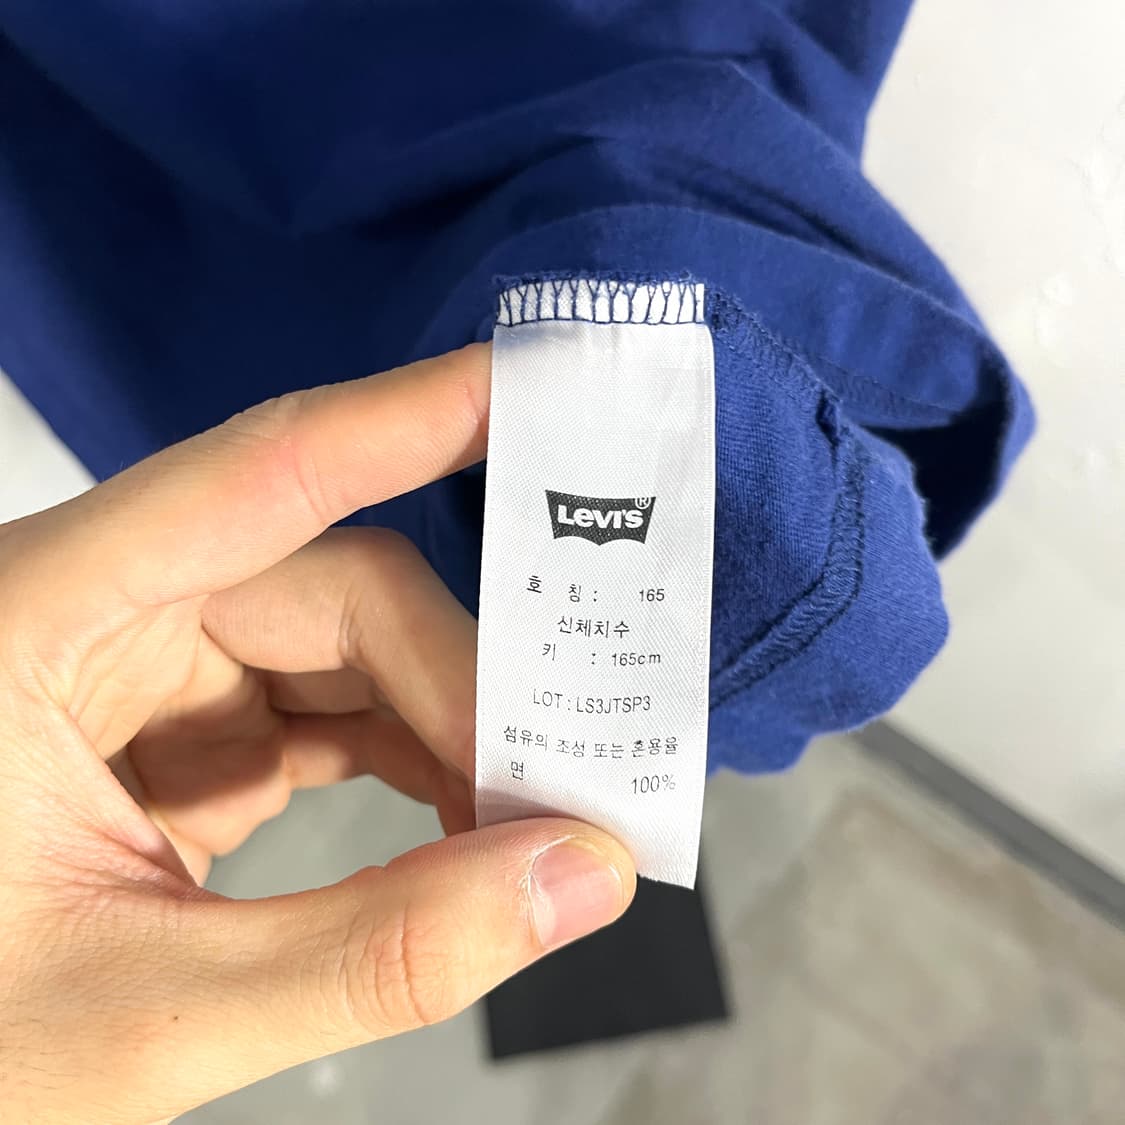 LEVI'S®
호 칭 : 165
신체치수
키 : 165cm
LOT : LS3JTSP3
섬유의 조성 또는 혼용율
면 100%